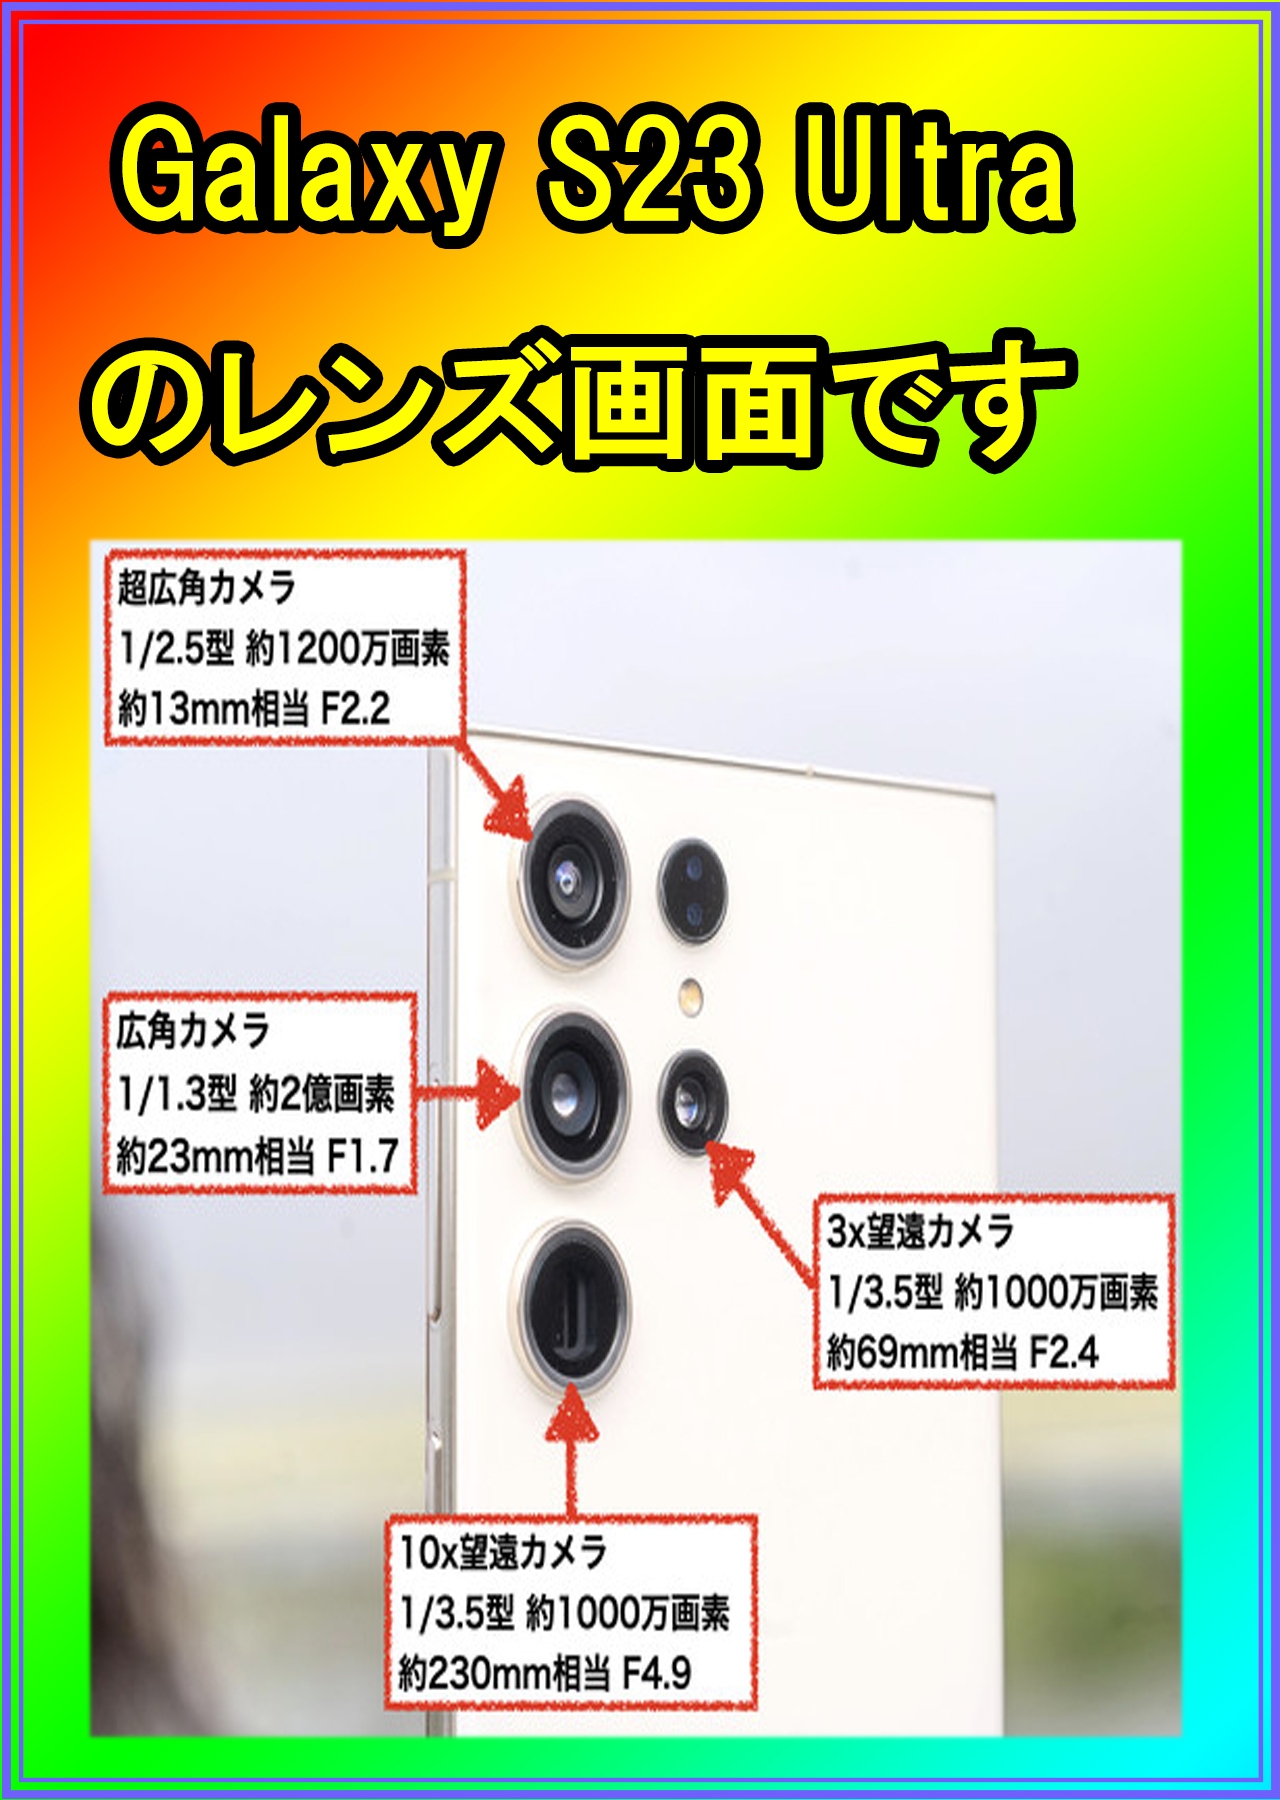 Galaxy S23 Ultra
のレンズ画面です
超広角カメラ
1/2.5型 約1200万画素
約13mm相当 F2.2
広角カメラ
1/1.3型 約2億画素
約23mm相当 F1.7
3x望遠カメラ
1/3.5型 約1000万画素
約69mm相当 F2.4
10x望遠カメラ
1/3.5型 約1000万画素
約230mm相当 F4.9